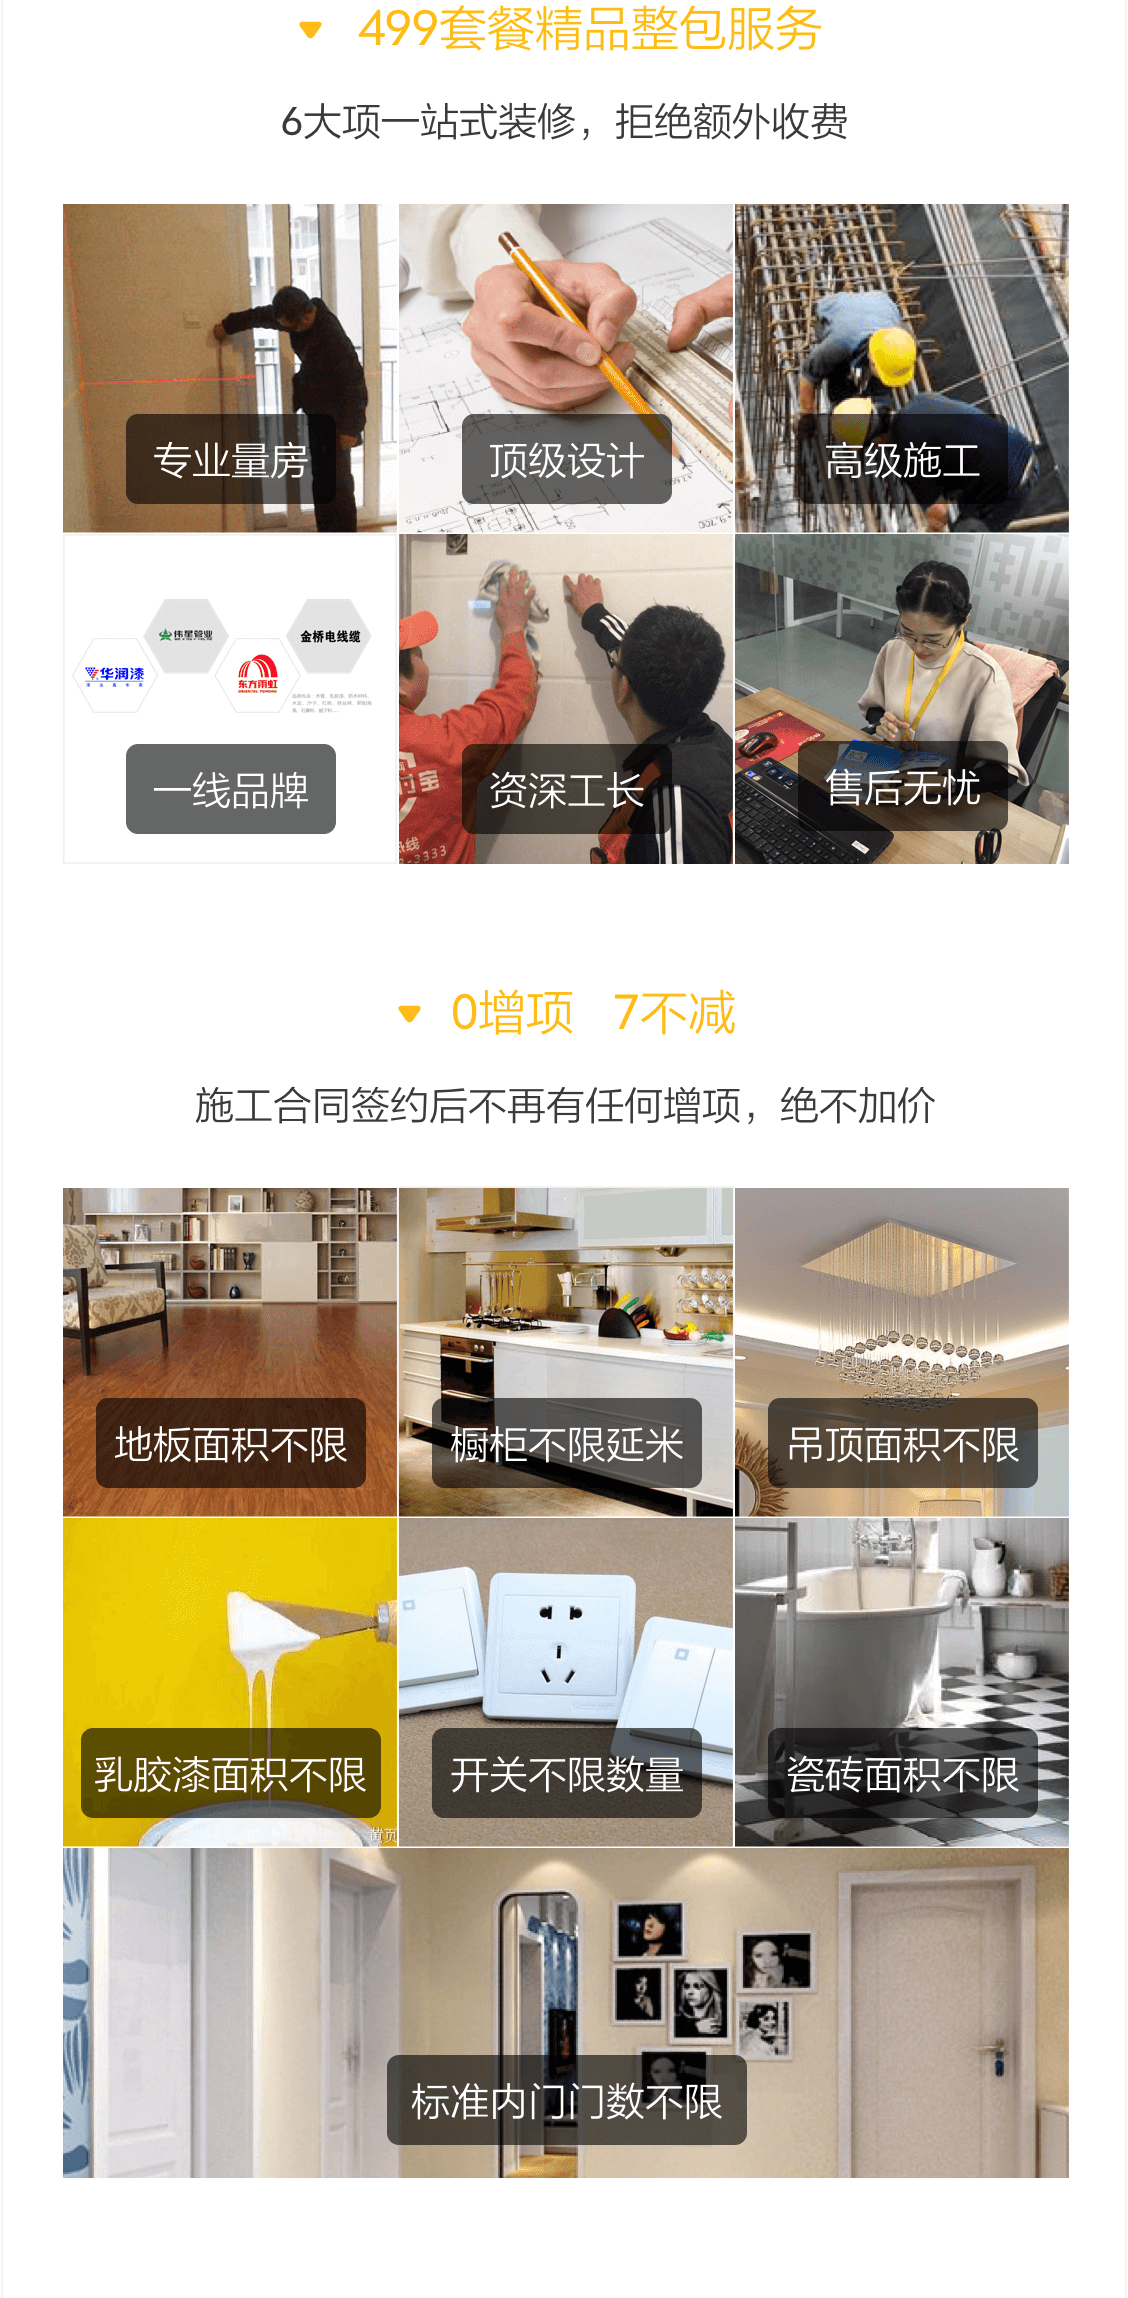 499套餐精品整包服务
6大项一站式装修，拒绝额外收费
专业量房
顶级设计
高级施工
华润漆
伟星管业
东方雨虹
ORIENTAL YUHONG
金桥电线缆
一线品牌
资深工长
售后无忧
0增项 7不减
施工合同签约后不再有任何增项，绝不加价
地板面积不限
橱柜不限延米
吊顶面积不限
乳胶漆面积不限
开关不限数量
瓷砖面积不限
黄页
标准内门门数不限